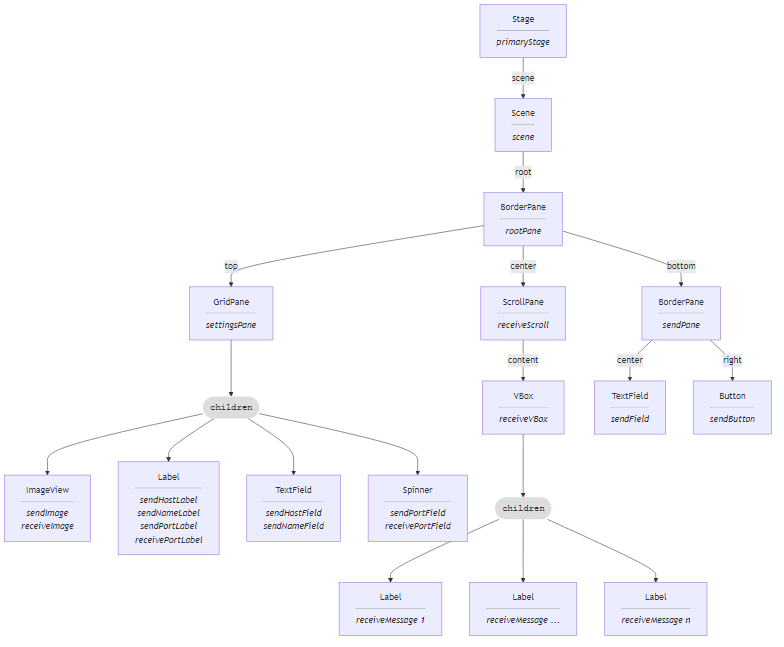 Stage
primaryStage
scene
Scene
scene
root
BorderPane
rootPane
top
center
bottom
GridPane
settingsPane
ScrollPane
receiveScroll
BorderPane
sendPane
content
center
right
children
VBox
receiveVBox
TextField
sendField
Button
sendButton
ImageView
sendImage
receiveImage
Label
sendHostLabel
sendNameLabel
sendPortLabel
receivePortLabel
TextField
sendHostField
sendNameField
Spinner
sendPortField
receivePortField
children
Label
receiveMessage 1
Label
receiveMessage ...
Label
receiveMessage n